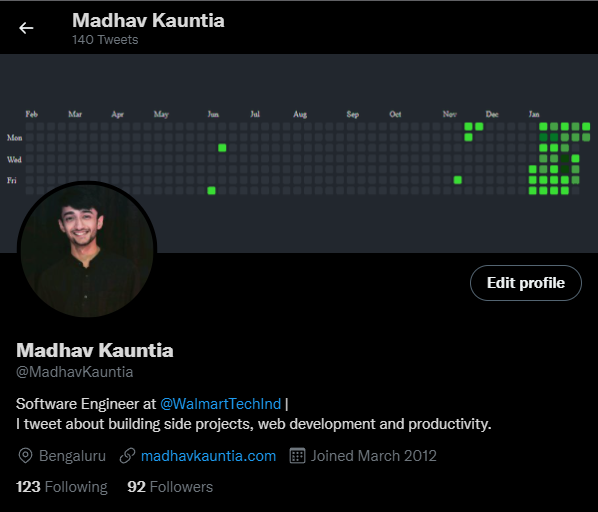 Madhav Kauntia
140 Tweets
Feb Mar Apr May Jun Jul Aug Sep Oct Nov Dec Jan
Mon
Wed
Fri
Edit profile
Madhav Kauntia
@MadhavKauntia
Software Engineer at @WalmartTechInd |
I tweet about building side projects, web development and productivity.
Bengaluru madhavkauntia.com Joined March 2012
123 Following 92 Followers